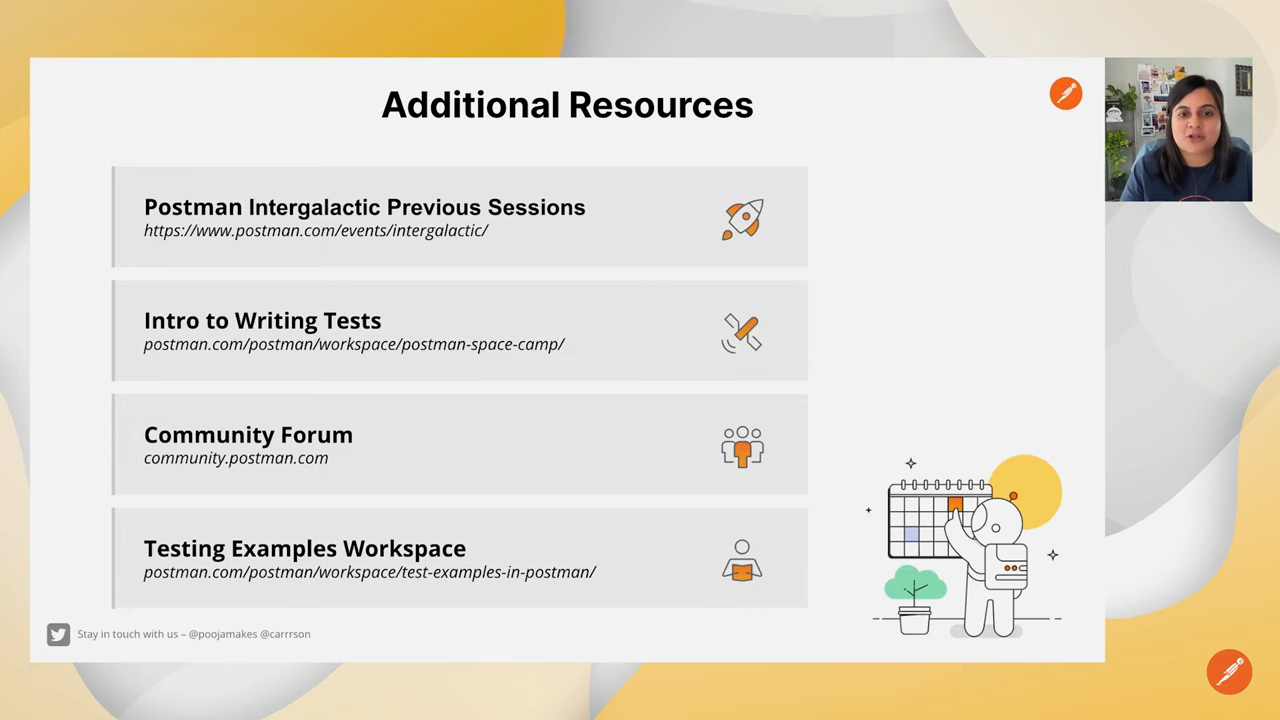 Additional Resources
Postman Intergalactic Previous Sessions
https://www.postman.com/events/intergalactic/
Intro to Writing Tests
postman.com/postman/workspace/postman-space-camp/
Community Forum
community.postman.com
Testing Examples Workspace
postman.com/postman/workspace/test-examples-in-postman/
Stay in touch with us – @poojamakes @carrrson